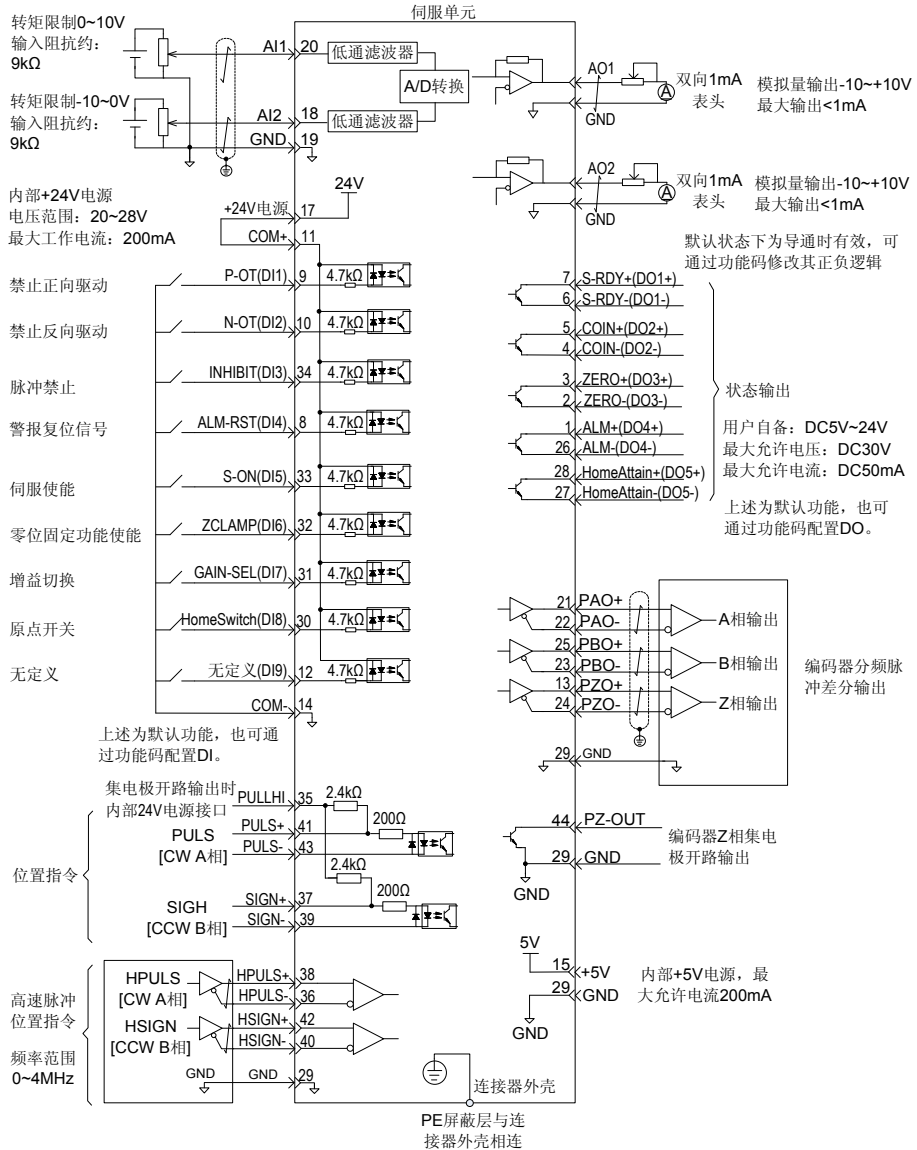 伺服单元
转矩限制0~10V
输入阻抗约：
9kΩ
AI1
20
低通滤波器
A/D转换
转矩限制-10~0V
输入阻抗约：
9kΩ
AI2
18
低通滤波器
GND
19
AO1
GND
A
双向1mA
表头
模拟量输出-10~+10V
最大输出<1mA
AO2
GND
A
双向1mA
表头
模拟量输出-10~+10V
最大输出<1mA
内部+24V电源
电压范围：20~28V
最大工作电流：200mA
24V
+24V电源
17
COM+
11
禁止正向驱动
P-OT(DI1)
9
4.7kΩ
禁止反向驱动
N-OT(DI2)
10
4.7kΩ
脉冲禁止
INHIBIT(DI3)
34
4.7kΩ
警报复位信号
ALM-RST(DI4)
8
4.7kΩ
伺服使能
S-ON(DI5)
33
4.7kΩ
零位固定功能使能
ZCLAMP(DI6)
32
4.7kΩ
增益切换
GAIN-SEL(DI7)
31
4.7kΩ
原点开关
HomeSwitch(DI8)
30
4.7kΩ
无定义
无定义(DI9)
12
4.7kΩ
COM-
14
上述为默认功能，也可通
过功能码配置DI。
默认状态下为导通时有效，可
通过功能码修改其正负逻辑
7
S-RDY+(DO1+)
6
S-RDY-(DO1-)
5
COIN+(DO2+)
4
COIN-(DO2-)
3
ZERO+(DO3+)
2
ZERO-(DO3-)
1
ALM+(DO4+)
26
ALM-(DO4-)
28
HomeAttain+(DO5+)
27
HomeAttain-(DO5-)
状态输出
用户自备：DC5V~24V
最大允许电压：DC30V
最大允许电流：DC50mA
上述为默认功能，也可
通过功能码配置DO。
21
PAO+
22
PAO-
A相输出
25
PBO+
23
PBO-
B相输出
13
PZO+
24
PZO-
Z相输出
编码器分频脉
冲差分输出
29
GND
集电极开路输出时
内部24V电源接口
PULLHI
35
2.4kΩ
位置指令
PULS
[CW A相]
PULS+
41
200Ω
PULS-
43
2.4kΩ
SIGH
[CCW B相]
SIGN+
37
200Ω
SIGN-
39
44
PZ-OUT
29
GND
GND
编码器Z相集电
极开路输出
5V
15
+5V
29
GND
GND
内部+5V电源，最
大允许电流200mA
高速脉冲
位置指令
频率范围
0~4MHz
HPULS
[CW A相]
HPULS+
38
HPULS-
36
HSIGN
[CCW B相]
HSIGN+
42
HSIGN-
40
GND
GND
29
连接器外壳
PE屏蔽层与连
接器外壳相连